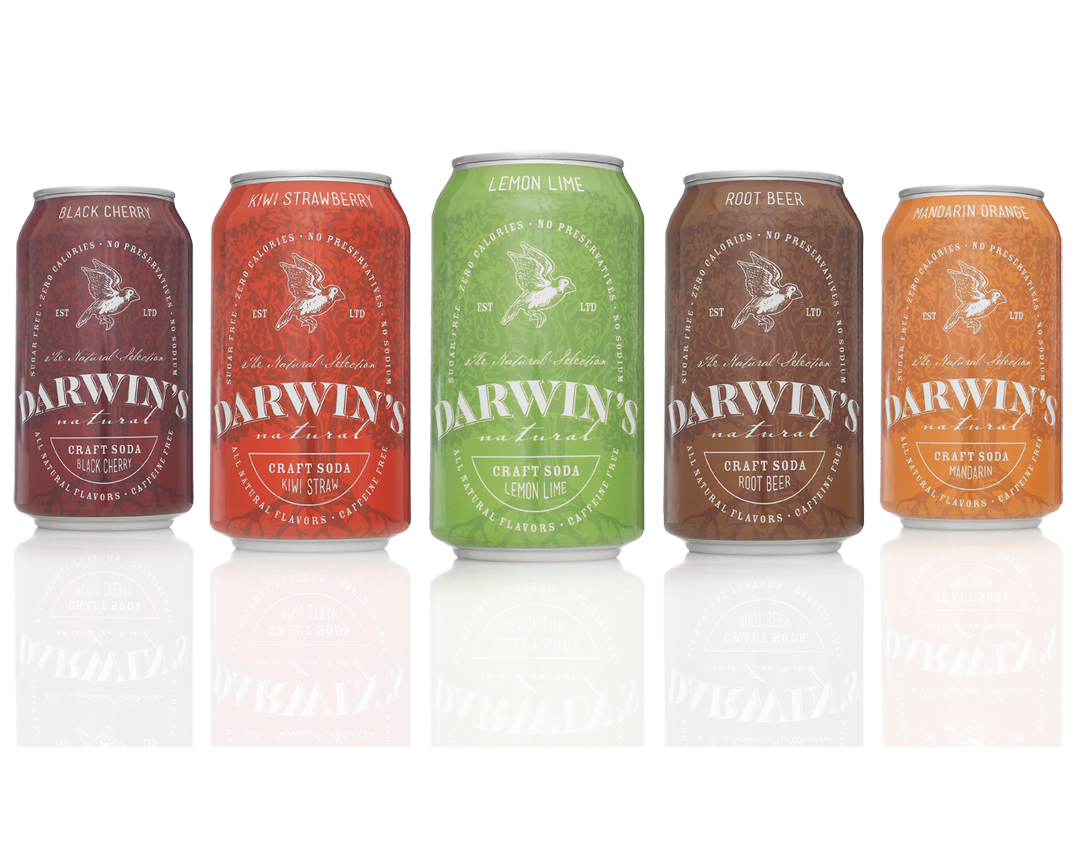 BLACK CHERRY
SUGAR FREE · ZERO CALORIES · NO PRESERVATIVES · NO SODIUM
EST LTD
The Natural Selection
DARWIN'S
natural
CRAFT SODA
BLACK CHERRY
ALL NATURAL FLAVORS · CAFFEINE FREE
KIWI STRAWBERRY
SUGAR FREE · ZERO CALORIES · NO PRESERVATIVES · NO SODIUM
EST LTD
The Natural Selection
DARWIN'S
natural
CRAFT SODA
KIWI STRAW
ALL NATURAL FLAVORS · CAFFEINE FREE
LEMON LIME
SUGAR FREE · ZERO CALORIES · NO PRESERVATIVES · NO SODIUM
EST LTD
The Natural Selection
DARWIN'S
natural
CRAFT SODA
LEMON LIME
ALL NATURAL FLAVORS · CAFFEINE FREE
ROOT BEER
SUGAR FREE · ZERO CALORIES · NO PRESERVATIVES · NO SODIUM
EST LTD
The Natural Selection
DARWIN'S
natural
CRAFT SODA
ROOT BEER
ALL NATURAL FLAVORS · CAFFEINE FREE
MANDARIN ORANGE
SUGAR FREE · ZERO CALORIES · NO PRESERVATIVES · NO SODIUM
EST LTD
The Natural Selection
DARWIN'S
natural
CRAFT SODA
MANDARIN
ALL NATURAL FLAVORS · CAFFEINE FREE